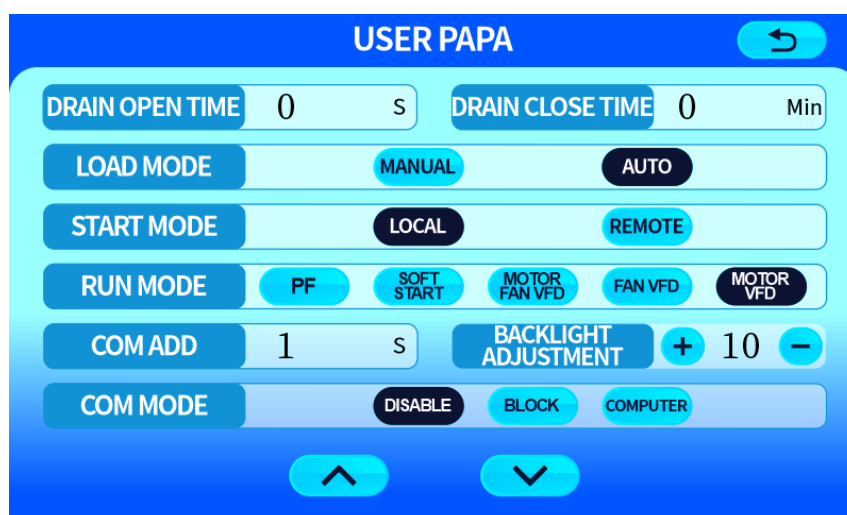 USER PAPA
DRAIN OPEN TIME 0 S DRAIN CLOSE TIME 0 Min
LOAD MODE MANUAL AUTO
START MODE LOCAL REMOTE
RUN MODE PF SOFT START MOTOR FAN VFD FAN VFD MOTOR VFD
COM ADD 1 S BACKLIGHT ADJUSTMENT + 10 −
COM MODE DISABLE BLOCK COMPUTER